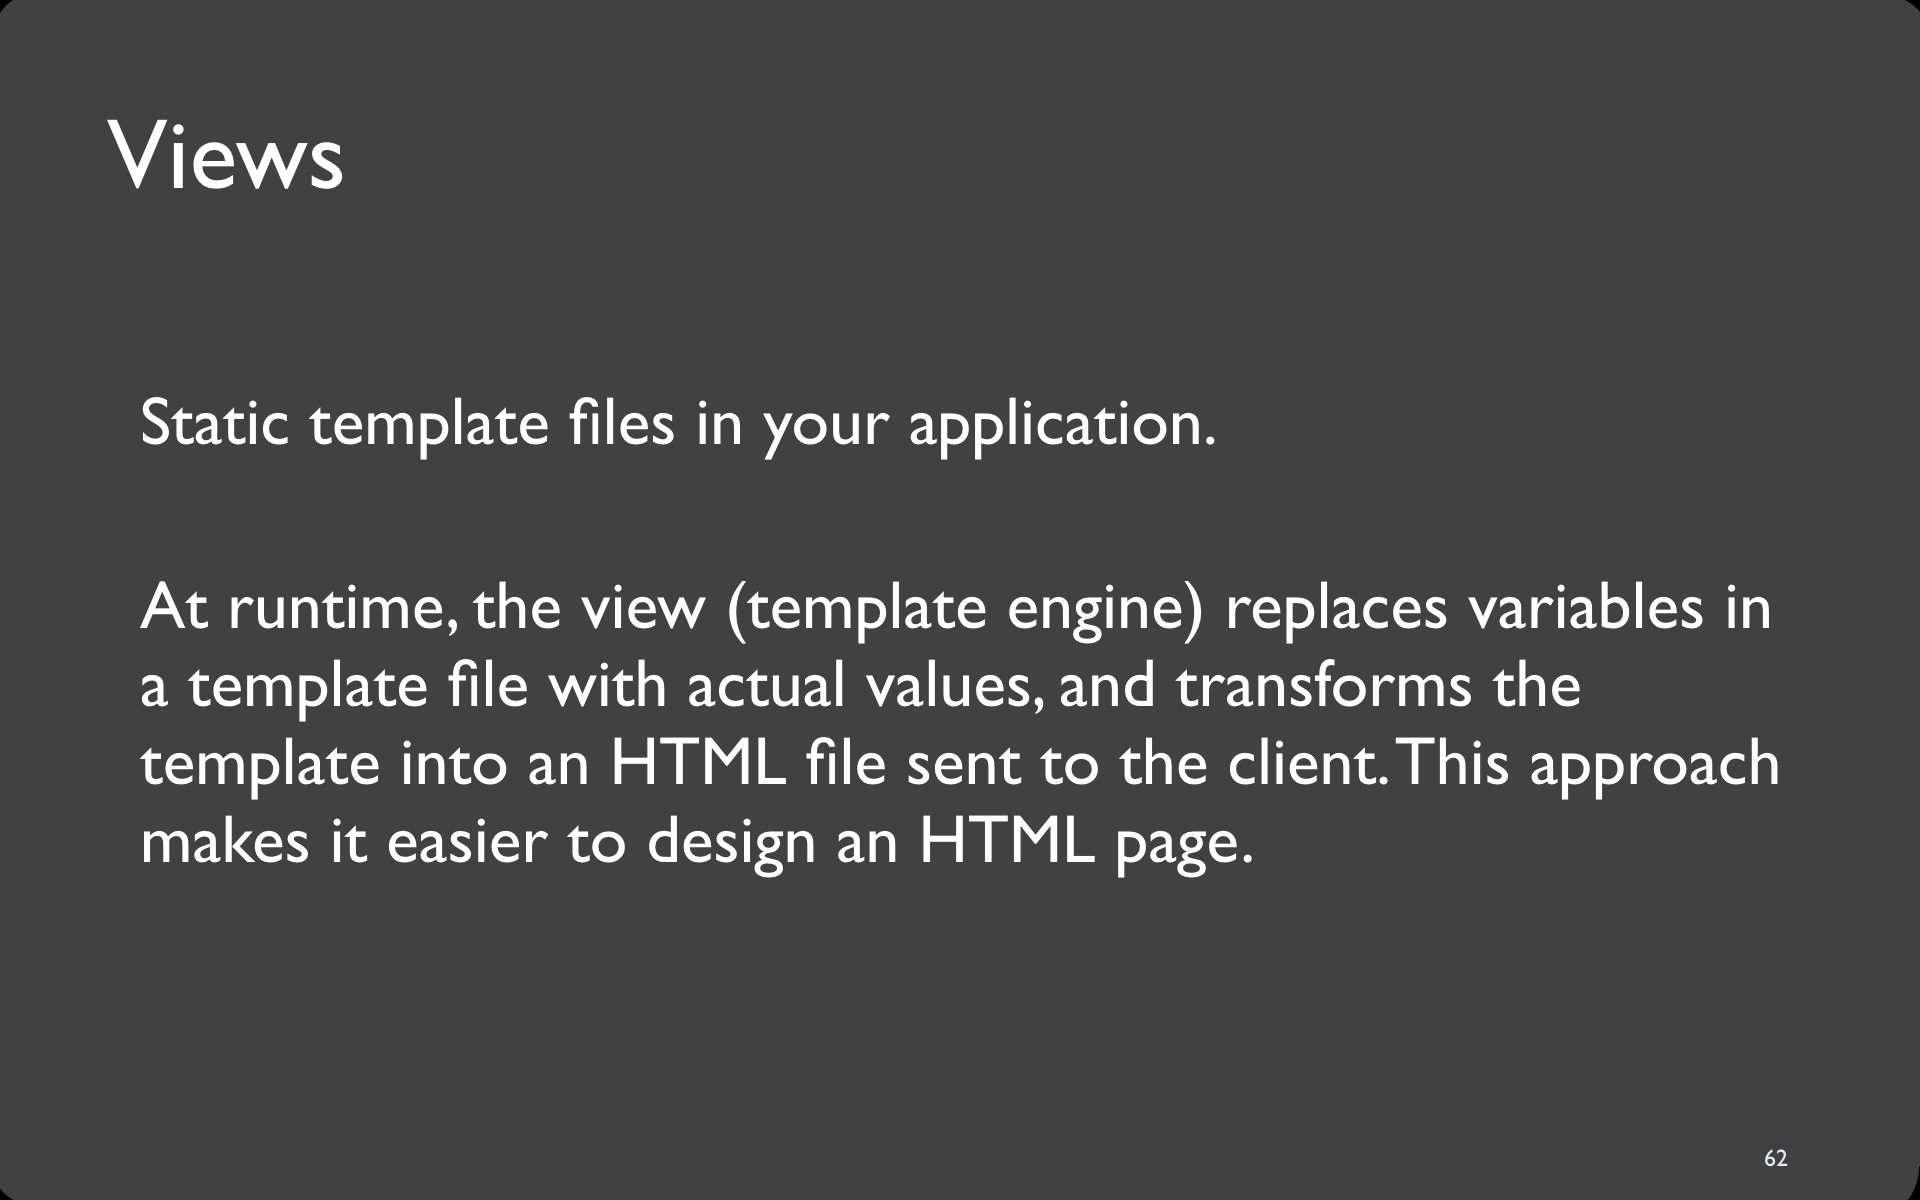 Views
Static template files in your application.
At runtime, the view (template engine) replaces variables in
a template file with actual values, and transforms the
template into an HTML file sent to the client. This approach
makes it easier to design an HTML page.
62